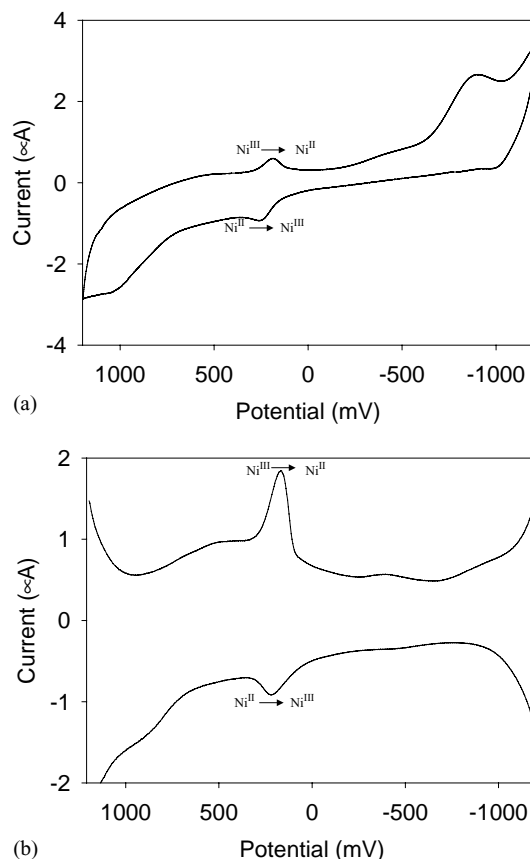 4
2
0
-2
-4
Current (∝A)
Ni^III → Ni^II
Ni^II → Ni^III
1000 500 0 -500 -1000
Potential (mV)
(a)
2
1
0
-1
-2
Current (∝A)
Ni^III → Ni^II
Ni^II → Ni^III
1000 500 0 -500 -1000
Potential (mV)
(b)